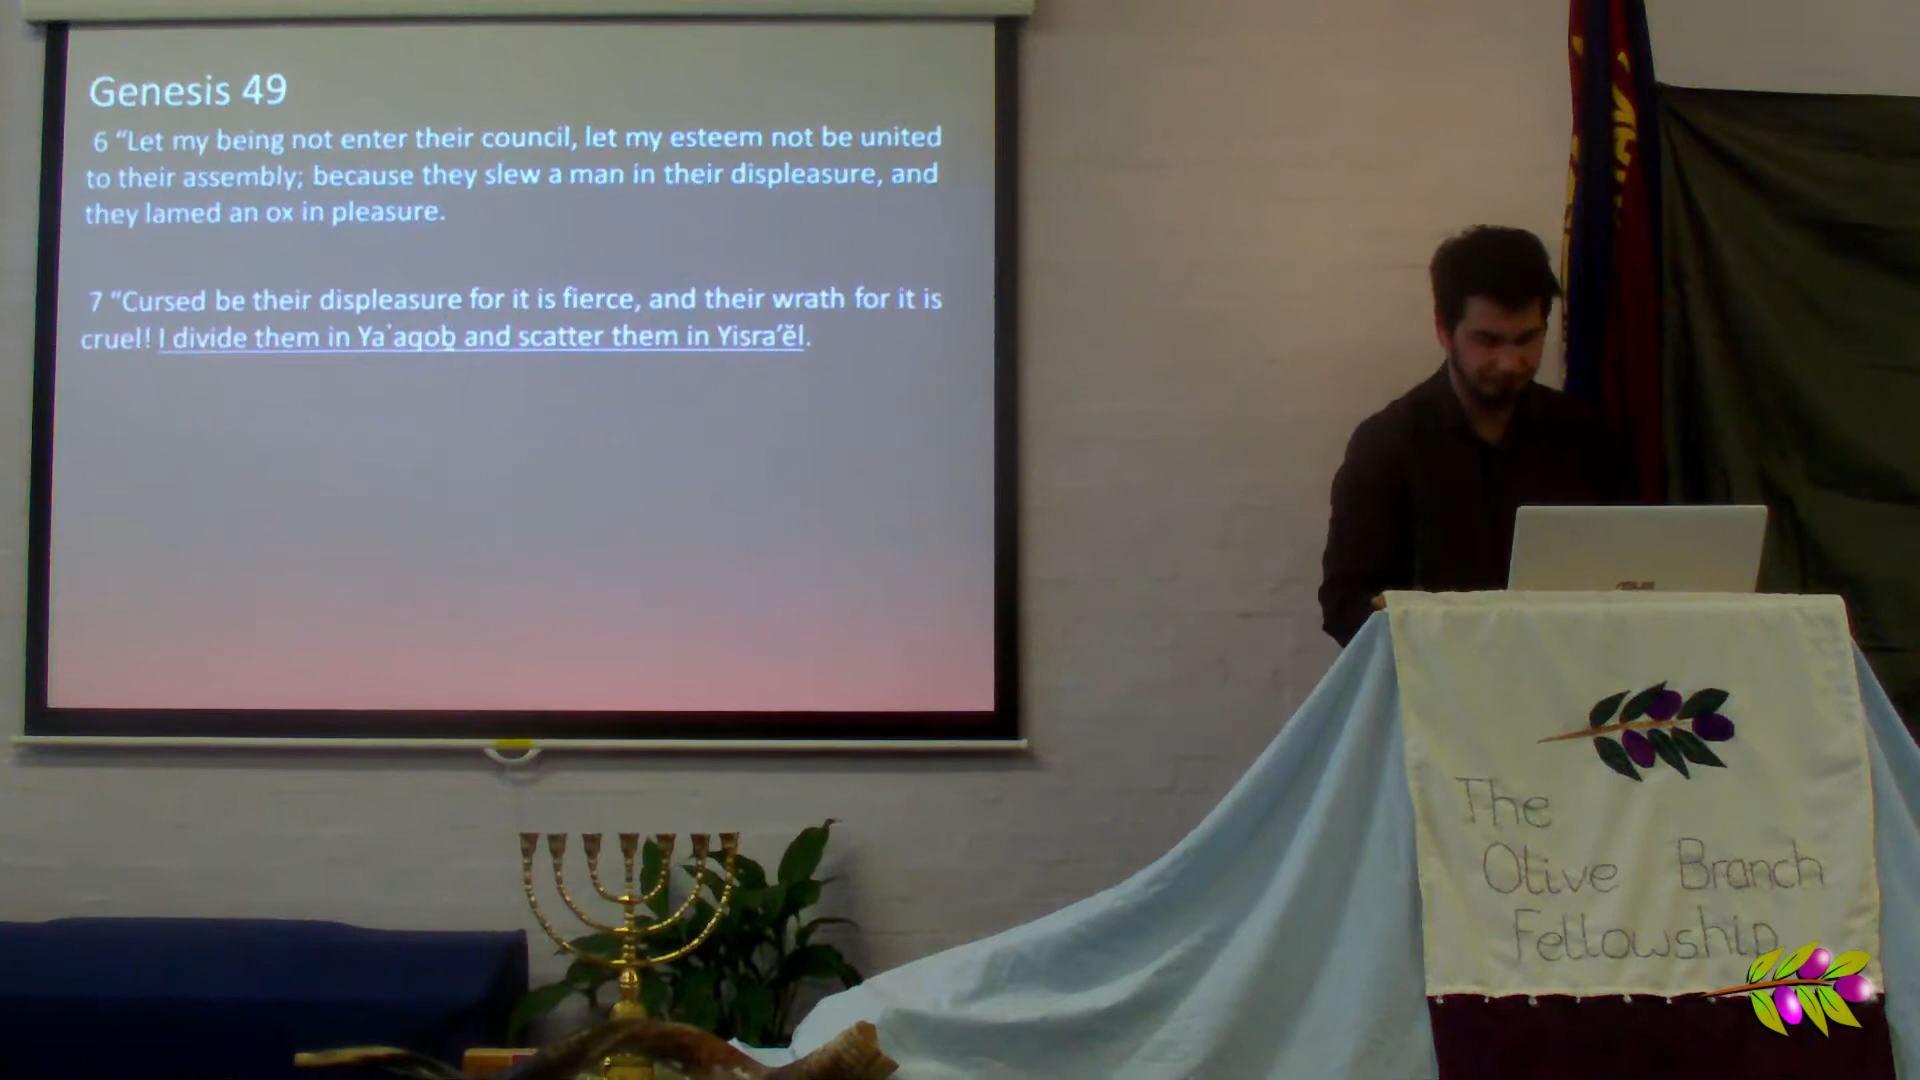 Genesis 49
6 “Let my being not enter their council, let my esteem not be united
to their assembly; because they slew a man in their displeasure, and
they lamed an ox in pleasure.
7 “Cursed be their displeasure for it is fierce, and their wrath for it is
cruel! I divide them in Ya‛aqoḇ and scatter them in Yisra’ĕl.
ASUS
The
Olive Branch
Fellowship